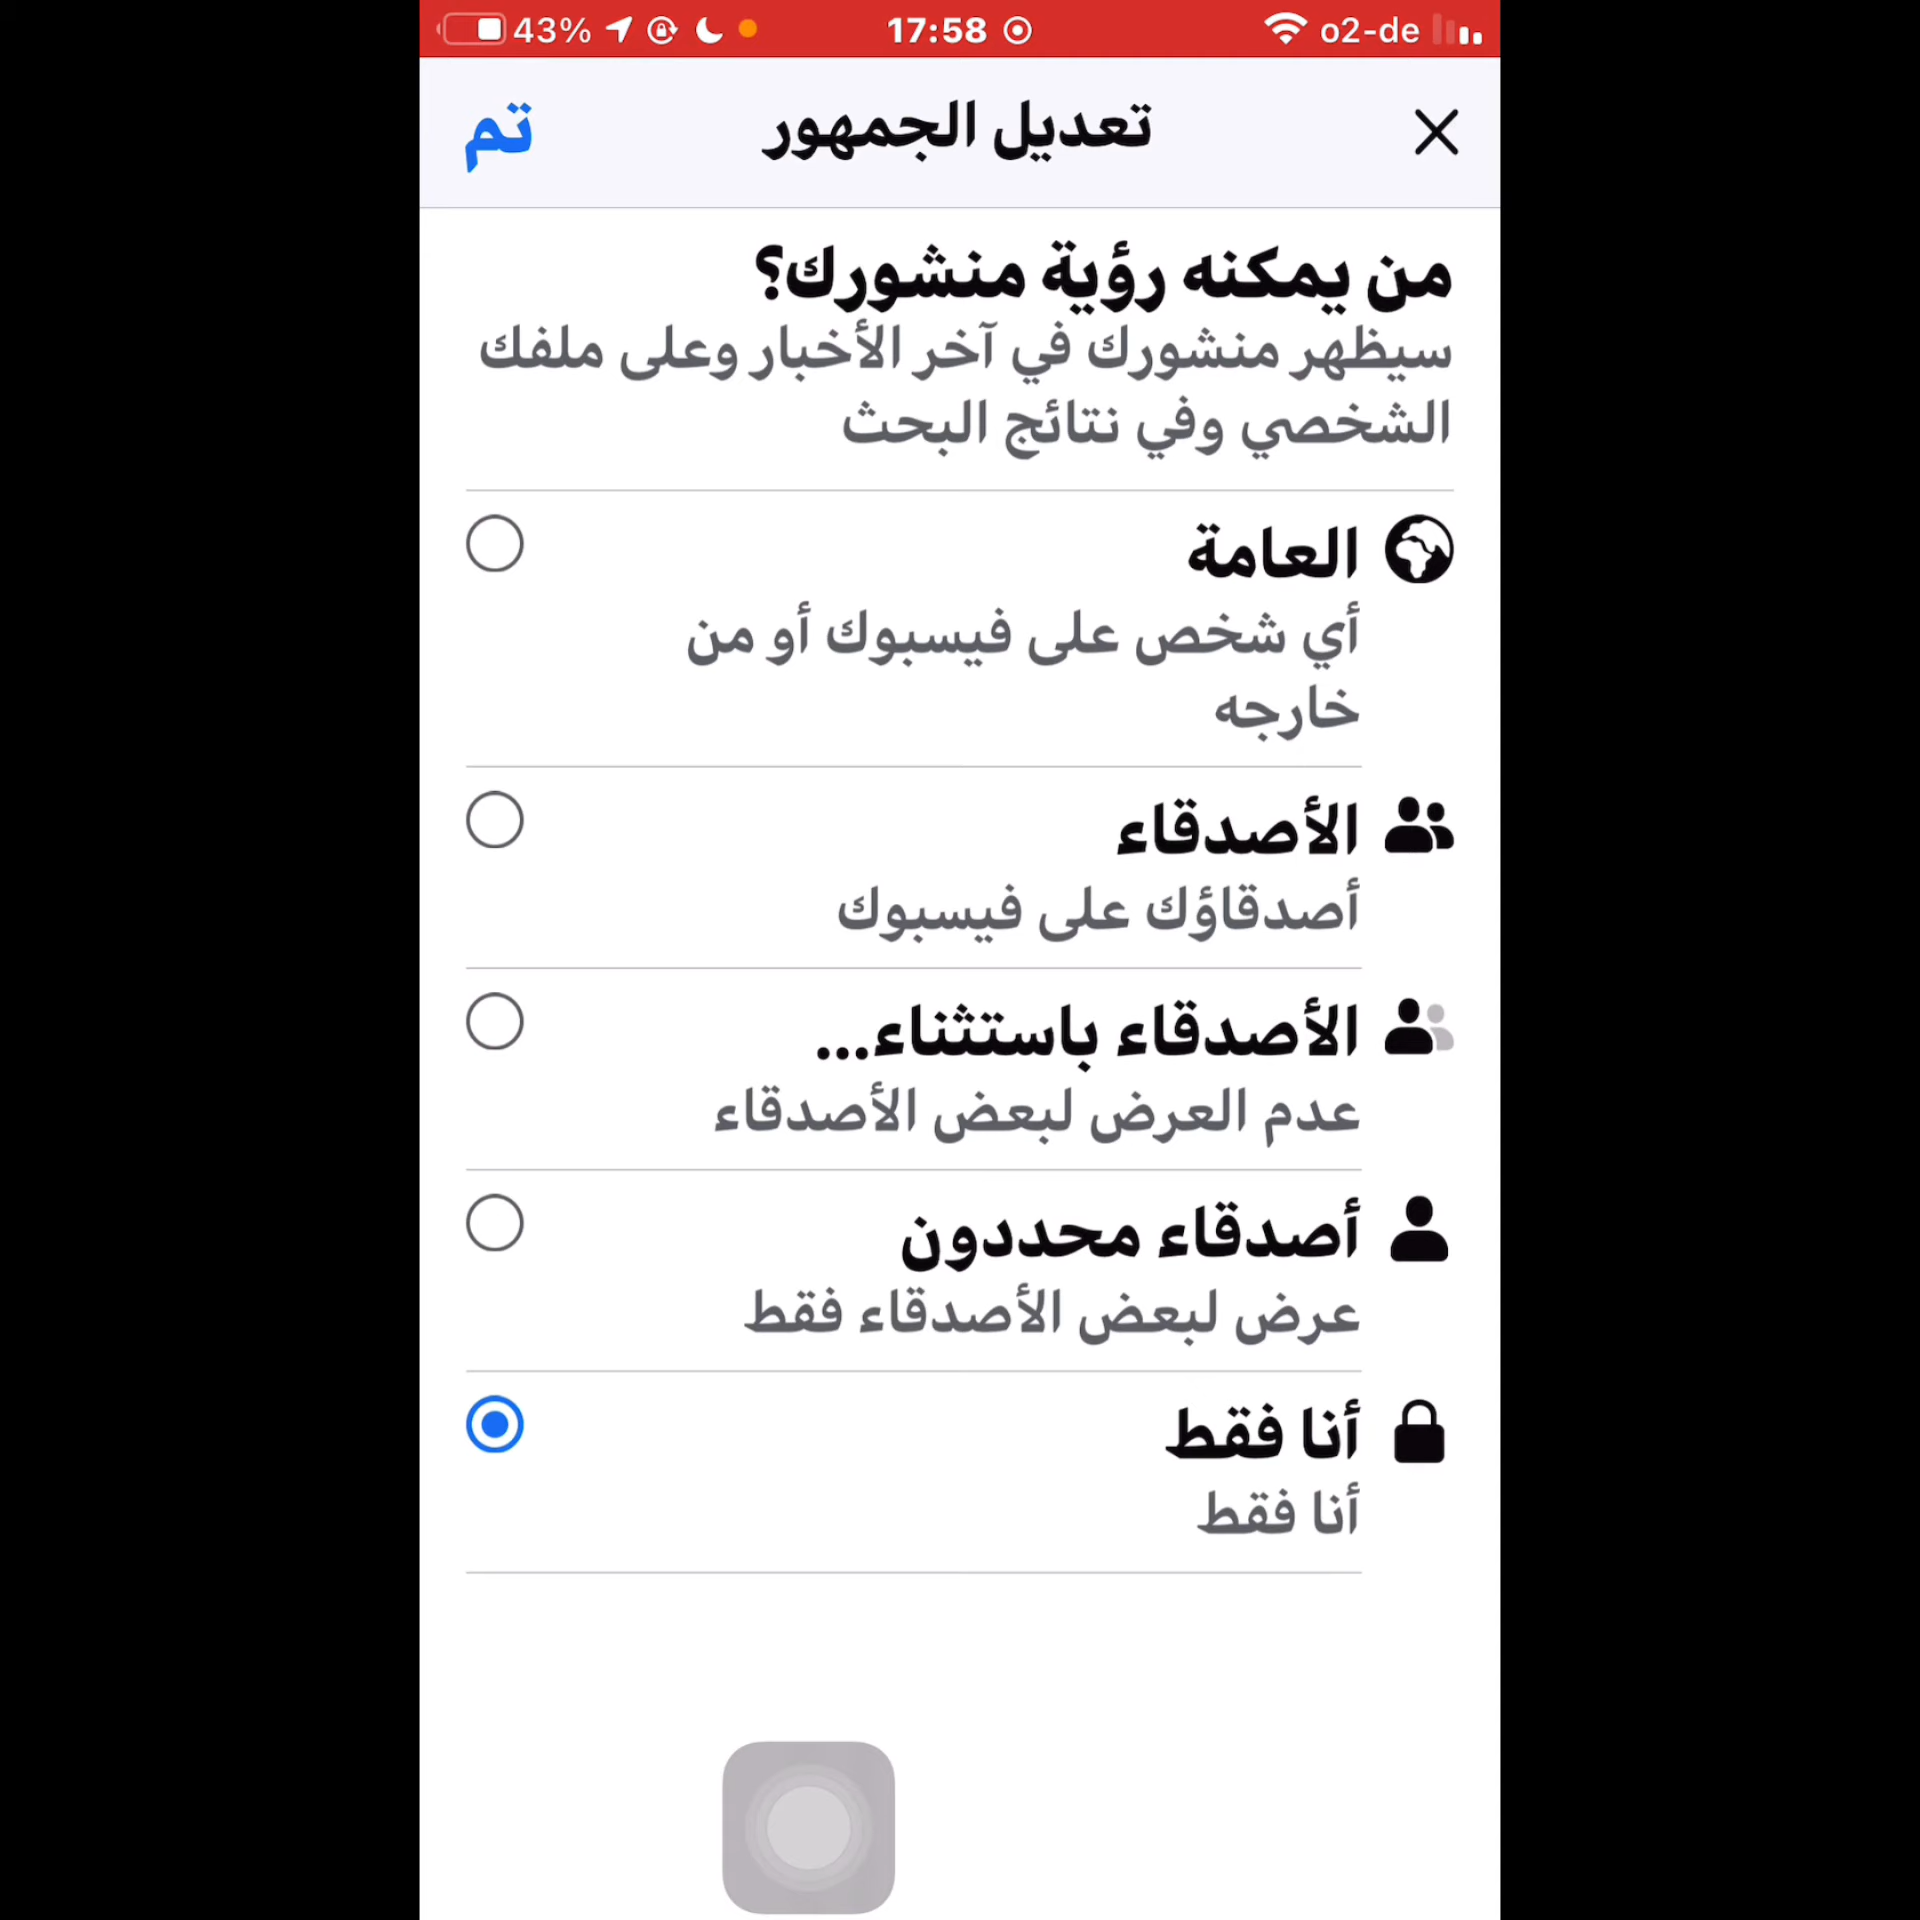 43% 17:58 o2-de
تعديل الجمهور
تم
من يمكنه رؤية منشورك؟
سيظهر منشورك في آخر الأخبار وعلى ملفك
الشخصي وفي نتائج البحث
العامة
أي شخص على فيسبوك أو من
خارجه
الأصدقاء
أصدقاؤك على فيسبوك
الأصدقاء باستثناء...
عدم العرض لبعض الأصدقاء
أصدقاء محددون
عرض لبعض الأصدقاء فقط
أنا فقط
أنا فقط